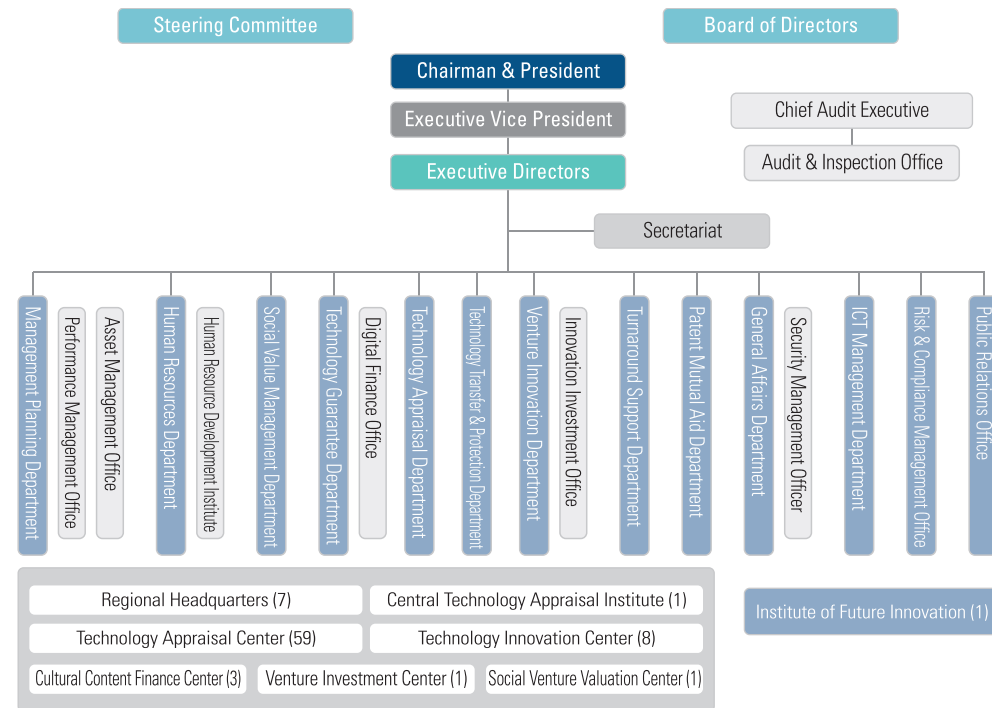 Steering Committee
Board of Directors
Chairman & President
Executive Vice President
Executive Directors
Chief Audit Executive
Audit & Inspection Office
Secretariat
Management Planning Department
Performance Management Office
Asset Management Office
Human Resources Department
Human Resource Development Institute
Social Value Management Department
Technology Guarantee Department
Digital Finance Office
Technology Appraisal Department
Technology Transfer & Protection Department
Venture Innovation Department
Innovation Investment Office
Turnaround Support Department
Patent Mutual Aid Department
General Affairs Department
Security Management Officer
ICT Management Department
Risk & Compliance Management Office
Public Relations Office
Regional Headquarters (7)
Central Technology Appraisal Institute (1)
Technology Appraisal Center (59)
Technology Innovation Center (8)
Cultural Content Finance Center (3)
Venture Investment Center (1)
Social Venture Valuation Center (1)
Institute of Future Innovation (1)